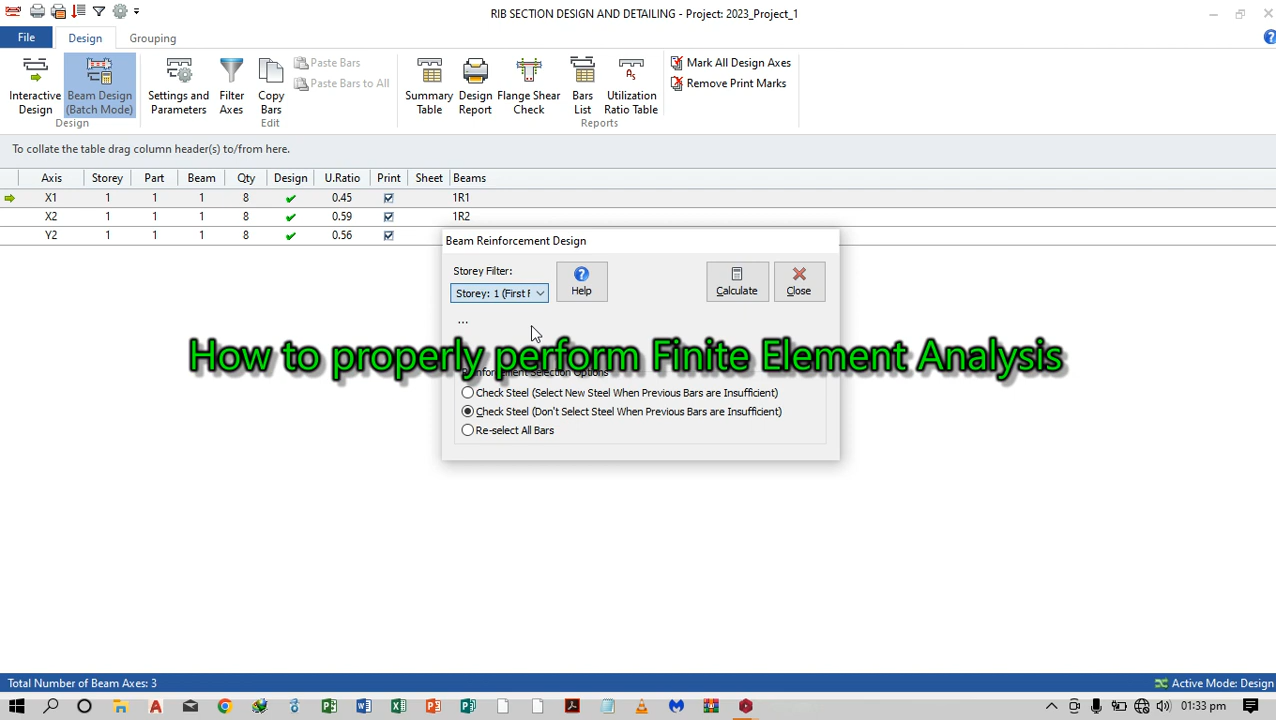 RIB SECTION DESIGN AND DETAILING - Project: 2023_Project_1
File Design Grouping
Interactive Design
Beam Design (Batch Mode)
Design
Settings and Parameters
Filter Axes
Copy Bars
Paste Bars
Paste Bars to All
Edit
Summary Table
Design Report
Flange Shear Check
Bars List
Utilization Ratio Table
Reports
Mark All Design Axes
Remove Print Marks
To collate the table drag column header(s) to/from here.
Axis Storey Part Beam Qty Design U.Ratio Print Sheet Beams
X1 1 1 1 8 0.45 1R1
X2 1 1 1 8 0.59 1R2
Y2 1 1 1 8 0.56
Beam Reinforcement Design
Storey Filter:
Storey: 1 (First F
Help
Calculate
Close
...
How to properly perform Finite Element Analysis
Selection Options
Check Steel (Select New Steel When Previous Bars are Insufficient)
Check Steel (Don't Select Steel When Previous Bars are Insufficient)
Re-select All Bars
Total Number of Beam Axes: 3
Active Mode: Design
01:33 pm